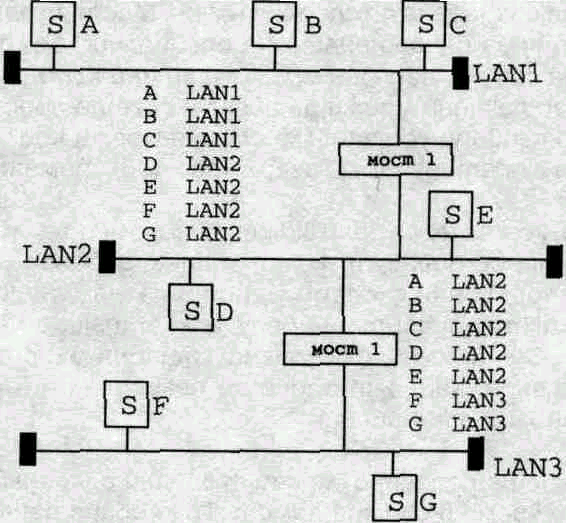 S A
S B
S C
LAN1
A LAN1
B LAN1
C LAN1
D LAN2
E LAN2
F LAN2
G LAN2
мост 1
S E
LAN2
S D
A LAN2
B LAN2
C LAN2
D LAN2
E LAN2
F LAN3
G LAN3
мост 1
S F
LAN3
S G